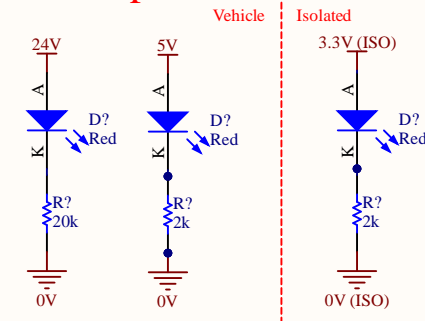 Vehicle
Isolated
24V
5V
3.3V (ISO)
A
A
A
D?
Red
D?
Red
D?
Red
K
K
K
R?
20k
R?
2k
R?
2k
0V
0V
0V (ISO)